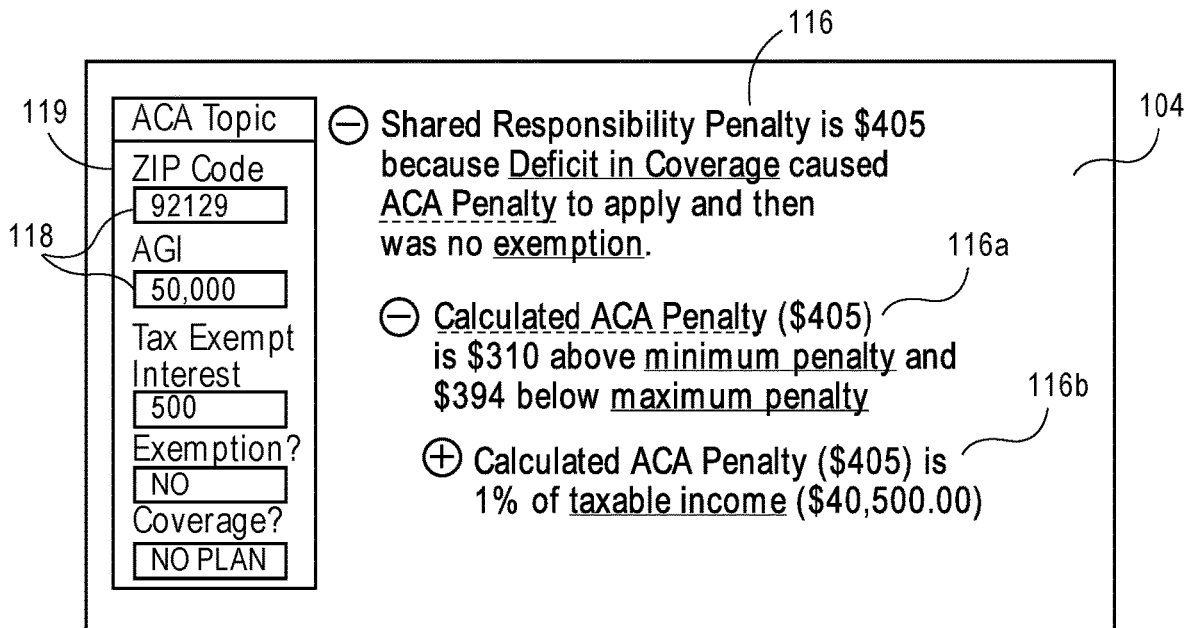 116
119
104
ACA Topic
ZIP Code
92129
118
AGI
50,000
Tax Exempt
Interest
500
Exemption?
NO
Coverage?
NO PLAN
Shared Responsibility Penalty is $405
because Deficit in Coverage caused
ACA Penalty to apply and then
was no exemption.
116a
Calculated ACA Penalty ($405)
is $310 above minimum penalty and
$394 below maximum penalty
116b
Calculated ACA Penalty ($405) is
1% of taxable income ($40,500.00)